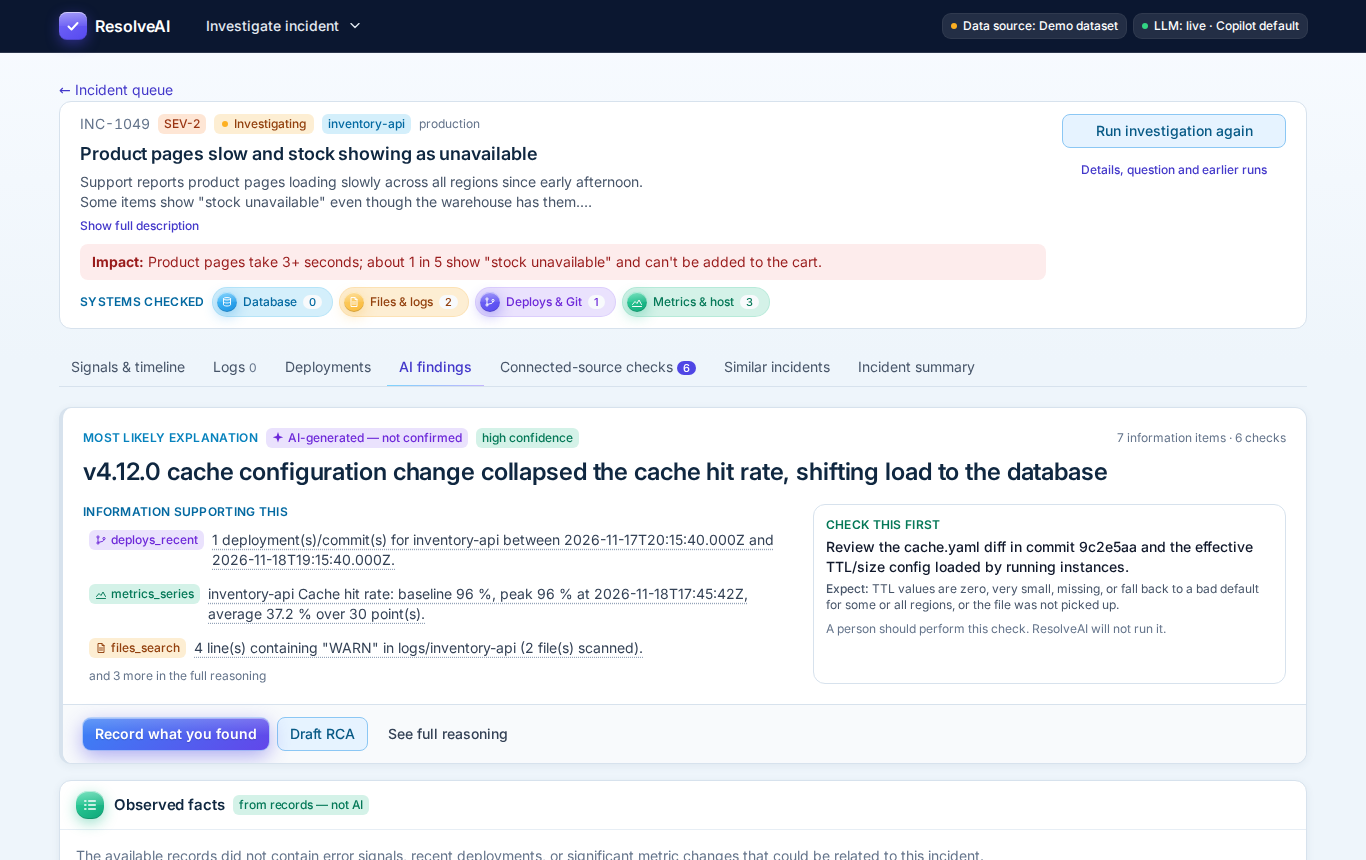 ResolveAI
Investigate incident
Data source: Demo dataset
LLM: live · Copilot default
← Incident queue
INC-1049 SEV-2 Investigating inventory-api production
Run investigation again
Product pages slow and stock showing as unavailable
Details, question and earlier runs
Support reports product pages loading slowly across all regions since early afternoon.
Some items show "stock unavailable" even though the warehouse has them....
Show full description
Impact: Product pages take 3+ seconds; about 1 in 5 show "stock unavailable" and can't be added to the cart.
SYSTEMS CHECKED Database 0 Files & logs 2 Deploys & Git 1 Metrics & host 3
Signals & timeline Logs 0 Deployments AI findings Connected-source checks 6 Similar incidents Incident summary
MOST LIKELY EXPLANATION AI-generated — not confirmed high confidence
7 information items · 6 checks
v4.12.0 cache configuration change collapsed the cache hit rate, shifting load to the database
INFORMATION SUPPORTING THIS
deploys_recent 1 deployment(s)/commit(s) for inventory-api between 2026-11-17T20:15:40.000Z and
2026-11-18T19:15:40.000Z.
metrics_series inventory-api Cache hit rate: baseline 96 %, peak 96 % at 2026-11-18T17:45:42Z,
average 37.2 % over 30 point(s).
files_search 4 line(s) containing "WARN" in logs/inventory-api (2 file(s) scanned).
and 3 more in the full reasoning
CHECK THIS FIRST
Review the cache.yaml diff in commit 9c2e5aa and the effective
TTL/size config loaded by running instances.
Expect: TTL values are zero, very small, missing, or fall back to a bad default
for some or all regions, or the file was not picked up.
A person should perform this check. ResolveAI will not run it.
Record what you found
Draft RCA
See full reasoning
Observed facts from records — not AI
The available records did not contain error signals, recent deployments, or significant metric changes that could be related to this incident.